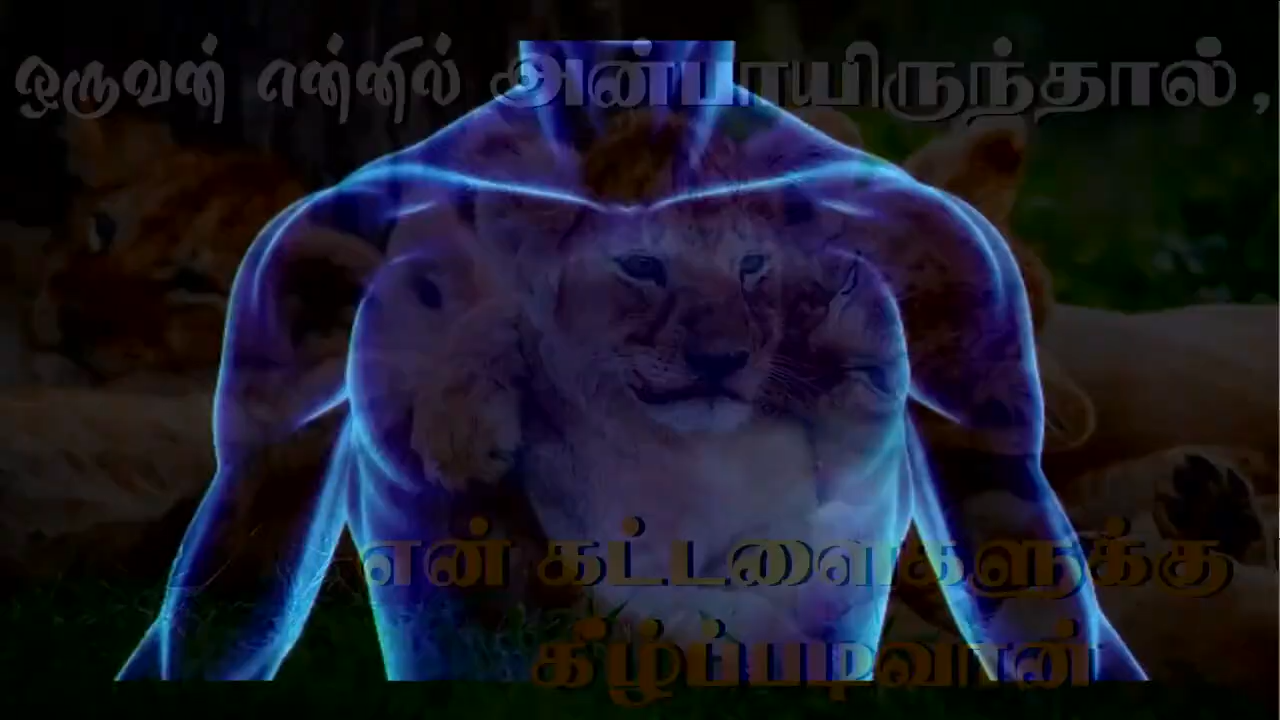 ஒருவன் என்னில் அன்பாயிருந்தால்,
என் கட்டளைகளுக்கு
கீழ்ப்படிவான்